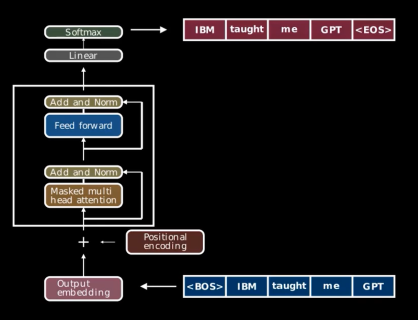 Softmax
IBM taught me GPT <EOS>
Linear
Add and Norm
Feed forward
Add and Norm
Masked multi
head attention
+
Positional
encoding
Output
embedding
<BOS> IBM taught me GPT